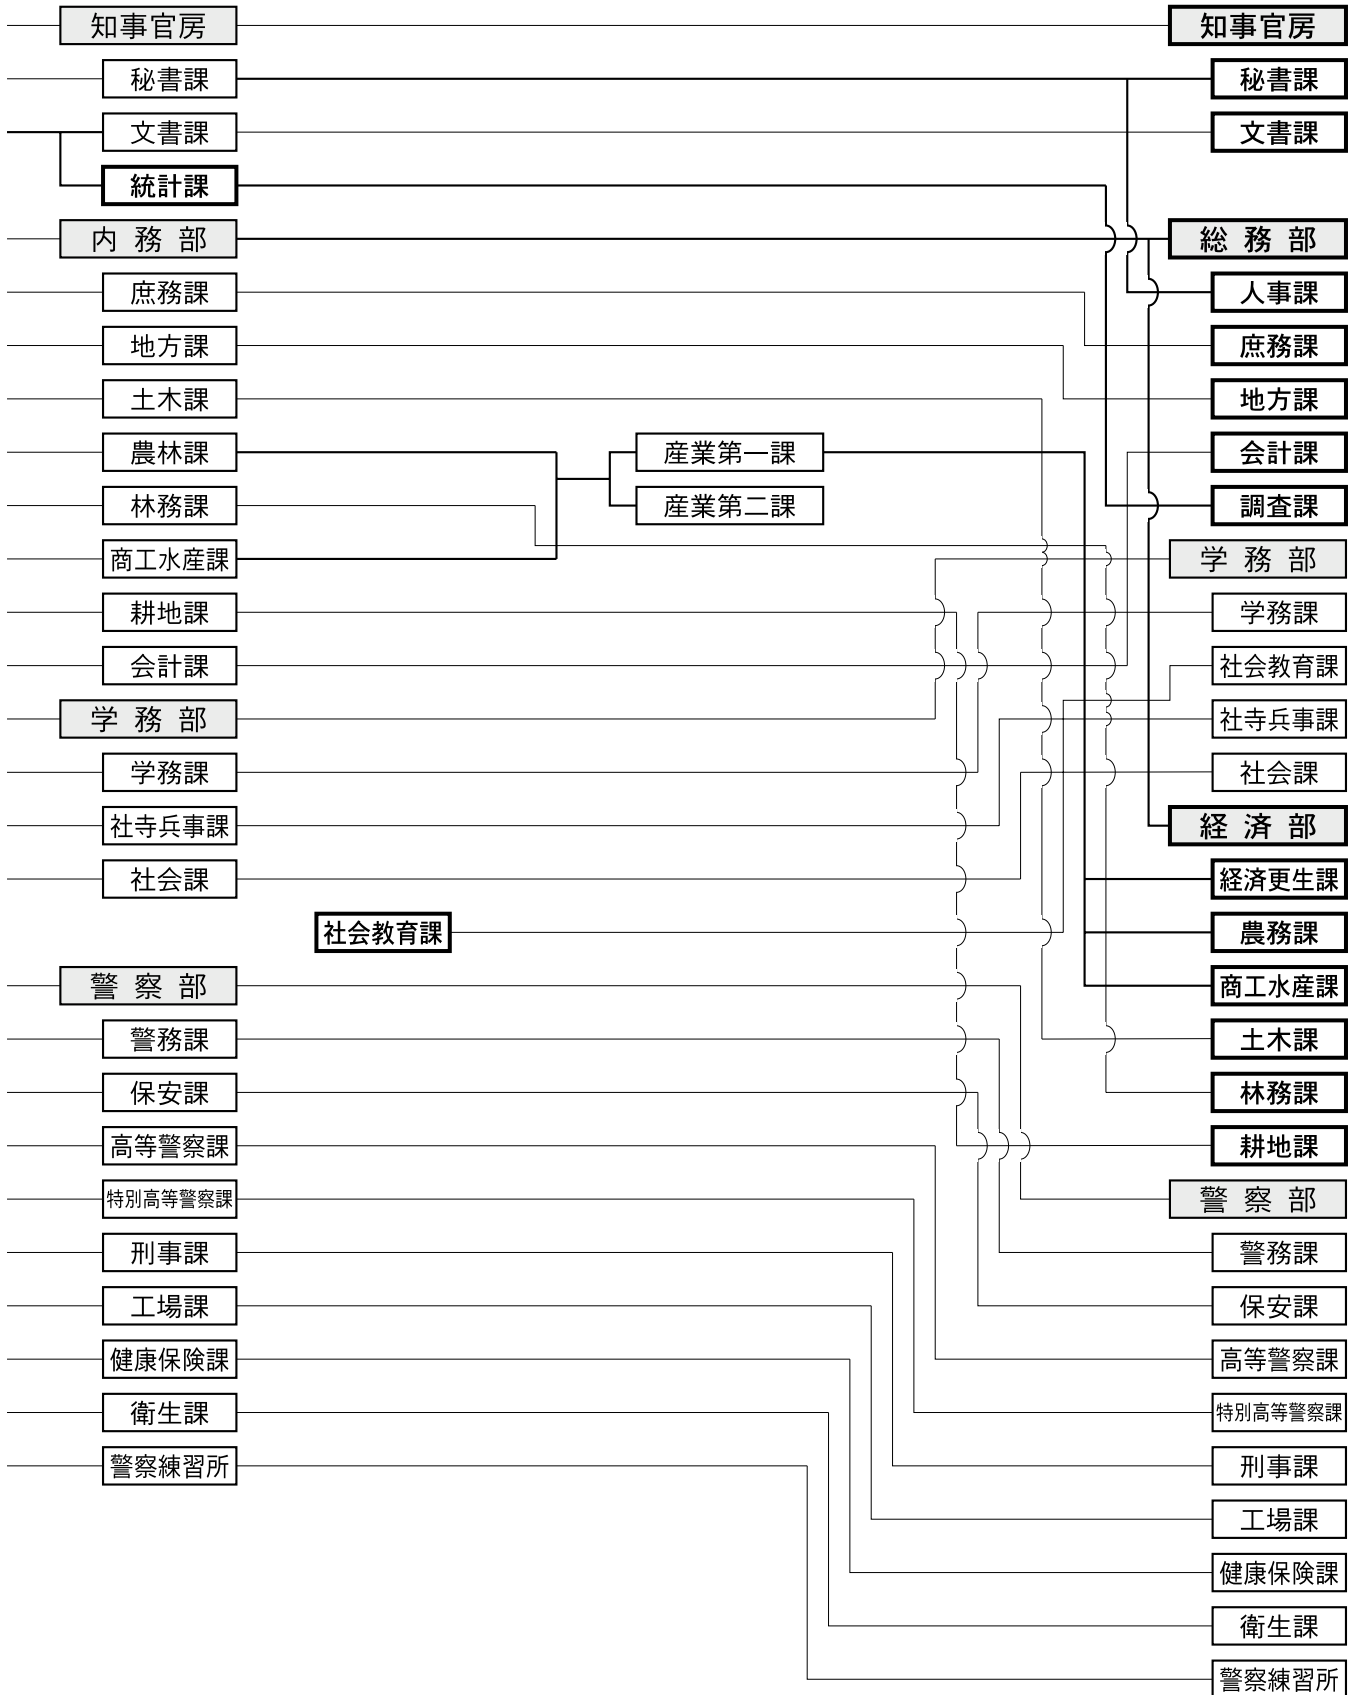 知事官房
秘書課
文書課
統計課
内務部
庶務課
地方課
土木課
農林課
林務課
商工水産課
耕地課
会計課
学務部
学務課
社寺兵事課
社会課
社会教育課
警察部
警務課
保安課
高等警察課
特別高等警察課
刑事課
工場課
健康保険課
衛生課
警察練習所
産業第一課
産業第二課
知事官房
秘書課
文書課
総務部
人事課
庶務課
地方課
会計課
調査課
学務部
学務課
社会教育課
社寺兵事課
社会課
経済部
経済更生課
農務課
商工水産課
土木課
林務課
耕地課
警察部
警務課
保安課
高等警察課
特別高等警察課
刑事課
工場課
健康保険課
衛生課
警察練習所